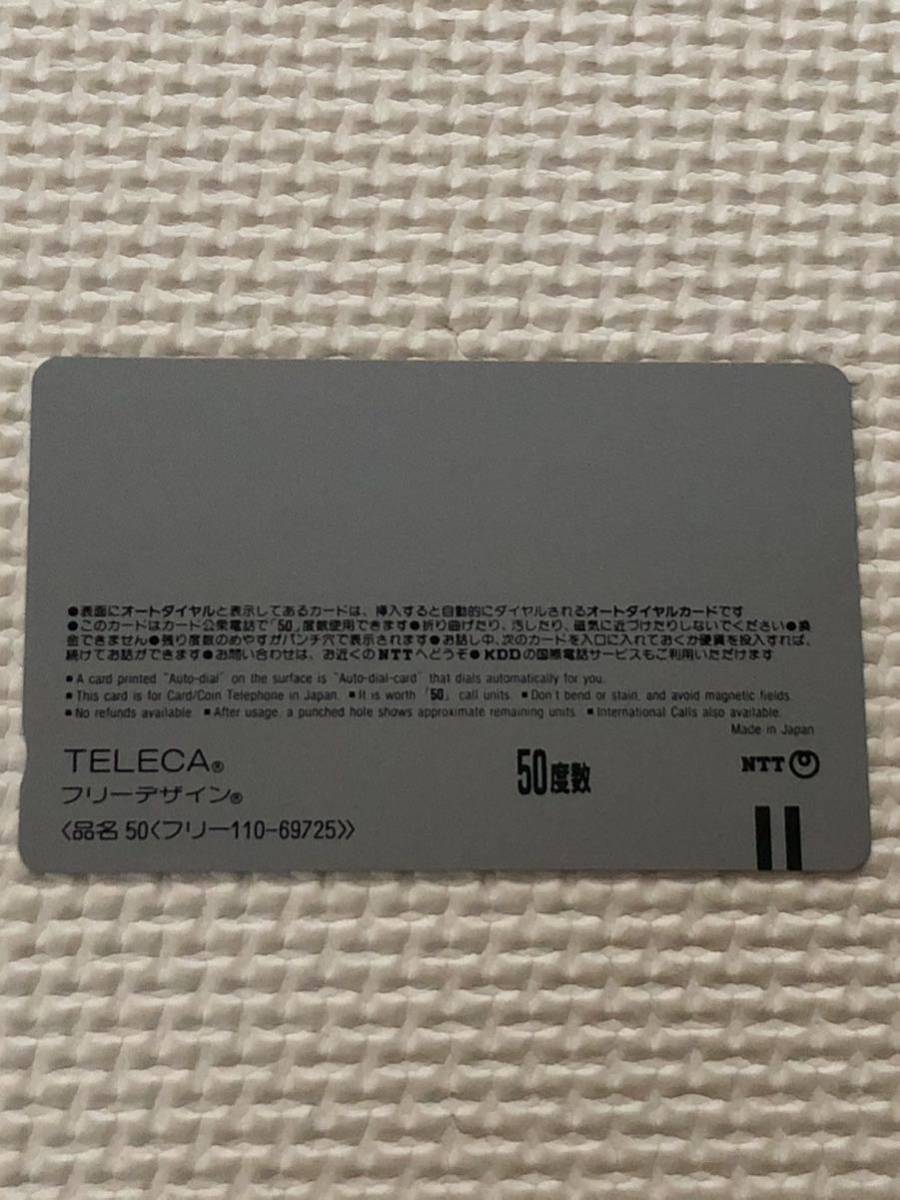 ●表面にオートダイヤルと表示してあるカードは、挿入すると自動的にダイヤルされるオートダイヤルカードです
●このカードはカード公衆電話で「50」度数使用できます●折り曲げたり、汚したり、磁気に近づけたりしないでください●換
金できません●残り度数のめやすがパンチ穴で表示されます●お話し中、次のカードを入口に入れておくか硬貨を投入すれば、
続けてお話ができます●お問い合わせは、お近くのNTTへどうぞ●KDDの国際電話サービスもご利用いただけます
■A card printed "Auto-dial" on the surface is "Auto-dial-card" that dials automatically for you.
■This card is for Card/Coin Telephone in Japan. ■It is worth「50」call units. ■Don't bend or stain, and avoid magnetic fields.
■No refunds available. ■After usage, a punched hole shows approximate remaining units. ■International Calls also available.
Made in Japan
TELECA®
50度数
NTT
フリーデザイン®
〈品名 50〈フリー110-69725〉〉